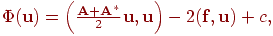 Φ(𝐮) = ( (𝐀+𝐀*)/2 𝐮, 𝐮 ) − 2(𝐟, 𝐮) + c,